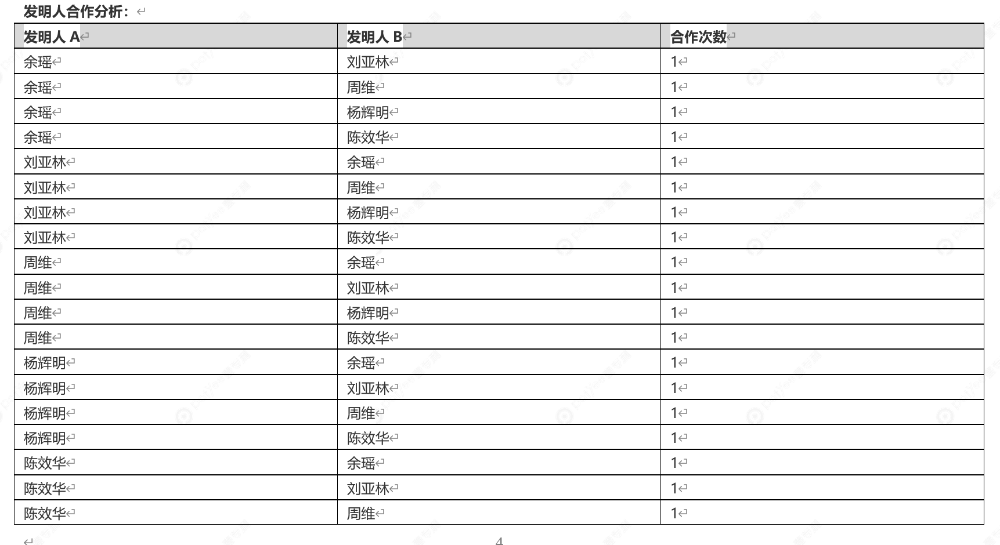 发明人合作分析：
发明人 A 发明人 B 合作次数
余瑶 刘亚林 1
余瑶 周维 1
余瑶 杨辉明 1
余瑶 陈效华 1
刘亚林 余瑶 1
刘亚林 周维 1
刘亚林 杨辉明 1
刘亚林 陈效华 1
周维 余瑶 1
周维 刘亚林 1
周维 杨辉明 1
周维 陈效华 1
杨辉明 余瑶 1
杨辉明 刘亚林 1
杨辉明 周维 1
杨辉明 陈效华 1
陈效华 余瑶 1
陈效华 刘亚林 1
陈效华 周维 1
4